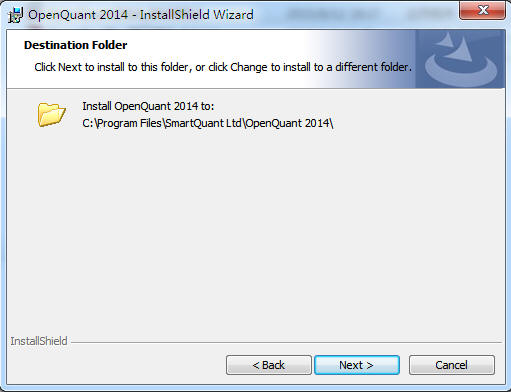 OpenQuant 2014 - InstallShield Wizard
Destination Folder
Click Next to install to this folder, or click Change to install to a different folder.
Install OpenQuant 2014 to:
C:\Program Files\SmartQuant Ltd\OpenQuant 2014\
InstallShield
< Back
Next >
Cancel